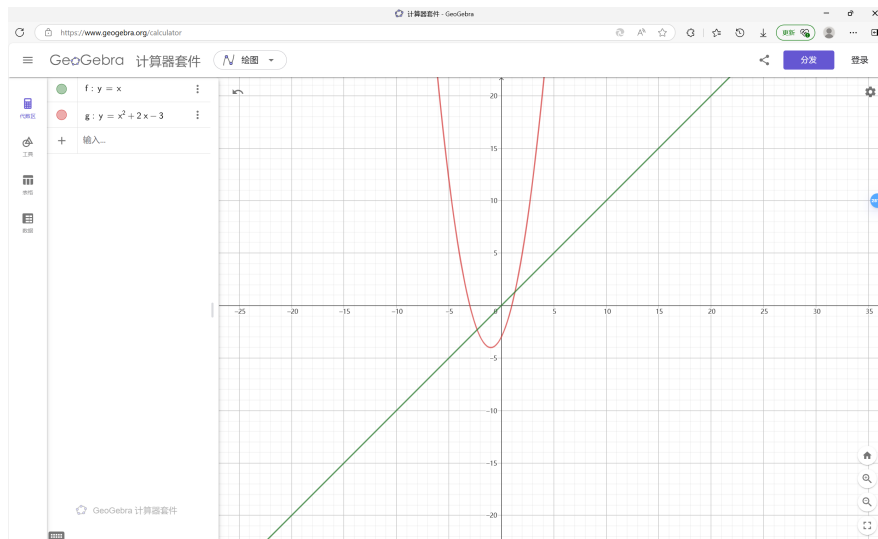 计算器套件 - GeoGebra
https://www.geogebra.org/calculator
更新
GeoGebra 计算器套件
绘图
分发
登录
代数区
工具
表格
数据
f : y = x
g : y = x² + 2 x − 3
输入…
GeoGebra 计算器套件
20
15
10
5
−25 −20 −15 −10 −5 0 5 10 15 20 25 30 35
−5
−10
−15
−20